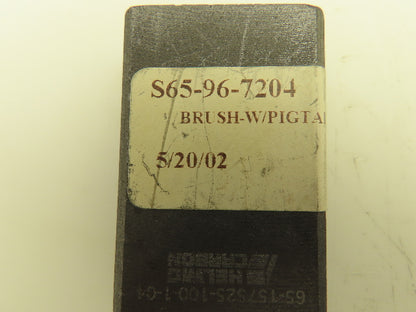 S65-96-7204
BRUSH-W/PIGTA
5/20/02
HELWIG
CARBON